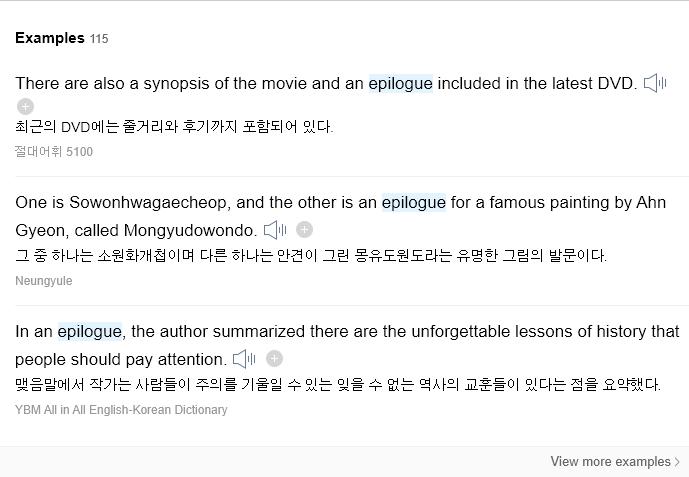 Examples 115
There are also a synopsis of the movie and an epilogue included in the latest DVD.
최근의 DVD에는 줄거리와 후기까지 포함되어 있다.
절대어휘 5100
One is Sowonhwagaecheop, and the other is an epilogue for a famous painting by Ahn
Gyeon, called Mongyudowondo.
그 중 하나는 소원화개첩이며 다른 하나는 안견이 그린 몽유도원도라는 유명한 그림의 발문이다.
Neungyule
In an epilogue, the author summarized there are the unforgettable lessons of history that
people should pay attention.
맺음말에서 작가는 사람들이 주의를 기울일 수 있는 잊을 수 없는 역사의 교훈들이 있다는 점을 요약했다.
YBM All in All English-Korean Dictionary
View more examples